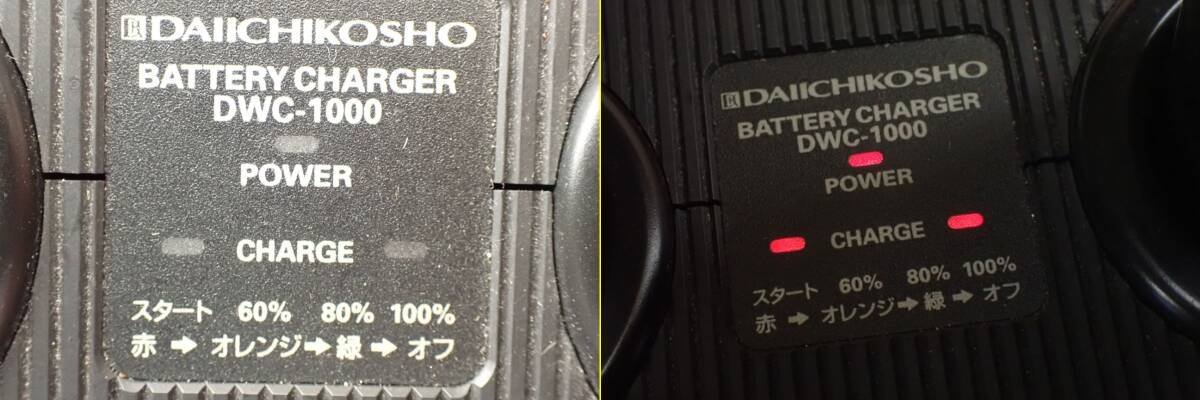 DAIICHIKOSHO
BATTERY CHARGER
DWC-1000
POWER
CHARGE
スタート 60% 80% 100%
赤 → オレンジ → 緑 → オフ
DAIICHIKOSHO
BATTERY CHARGER
DWC-1000
POWER
CHARGE
スタート 60% 80% 100%
赤 → オレンジ → 緑 → オフ